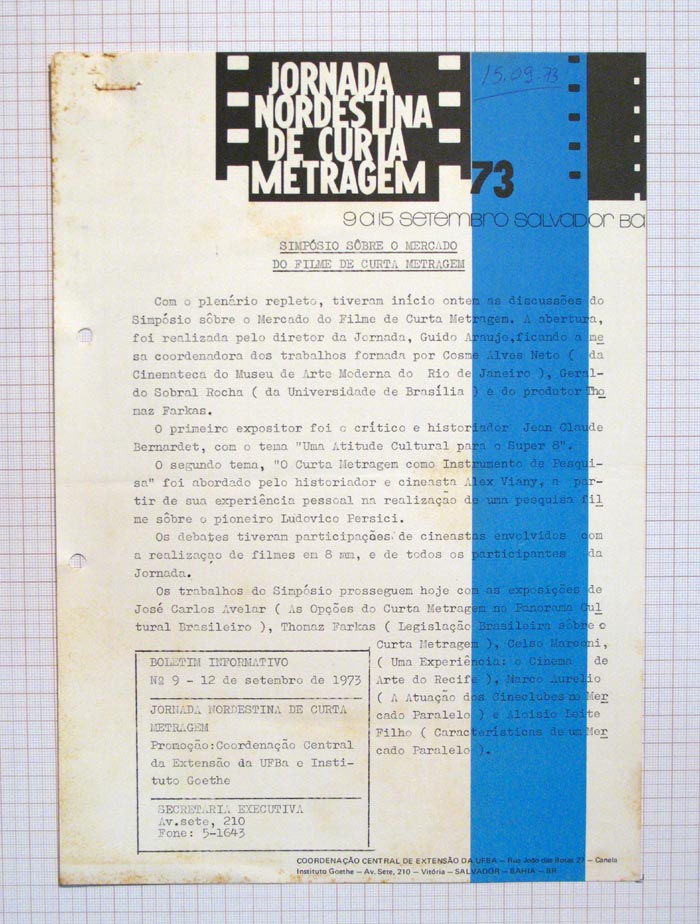 JORNADA
NORDESTINA
DE CURTA
METRAGEM 73
15.09.73
9 a 15 setembro salvador ba
SIMPÓSIO SÔBRE O MERCADO
DO FILME DE CURTA METRAGEM
Com o plenário repleto, tiveram início ontem as discussões do
Simpósio sôbre o Mercado do Filme de Curta Metragem. A abertura,
foi realizada pelo diretor da Jornada, Guido Araujo,ficando a me
sa coordenadora dos trabalhos formada por Cosme Alves Neto ( da
Cinemateca do Museu de Arte Moderna do Rio de Janeiro ), Geral-
do Sobral Rocha ( da Universidade de Brasília ) e do produtor Tho
maz Farkas.
O primeiro expositor foi o crítico e historiador Jean Claude
Bernardet, com o tema "Uma Atitude Cultural para o Super 8".
O segundo tema, "O Curta Metragem como Instrumento de Pesqui-
sa" foi abordado pelo historiador e cineasta Alex Viany, a par-
tir de sua experiência pessoal na realização de uma pesquisa fil
me sôbre o pioneiro Ludovico Persici.
Os debates tiveram participações de cineastas envolvidos com
a realização de filmes em 8 mm, e de todos os participantes da
Jornada.
Os trabalhos do Simpósio prosseguem hoje com as exposições de
José Carlos Avelar ( As Opções do Curta Metragem no Panorama Cul
tural Brasileiro ), Thomaz Farkas ( Legislação Brasileira sôbre o
Curta Metragem ), Celso Marconi,
( Uma Experiência: o Cinema de
Arte do Recife ), Marco Aurelio
( A Atuação dos Cineclubes no Mer
cado Paralelo ) e Aloisio Leite
Filho ( Características de um Mer
cado Paralelo ).
BOLETIM INFORMATIVO
Nº 9 - 12 de setembro de 1973
JORNADA NORDESTINA DE CURTA
METRAGEM
Promoção:Coordenação Central
da Extensão da UFBa e Insti-
tuto Goethe
SECRETARIA EXECUTIVA
Av.sete, 210
Fone: 5-1643
COORDENAÇÃO CENTRAL DE EXTENSÃO DA UFBA — Rua João das Botas 27 — Canela
Instituto Goethe — Av. Sete, 210 — Vitória — SALVADOR — BAHIA — BR